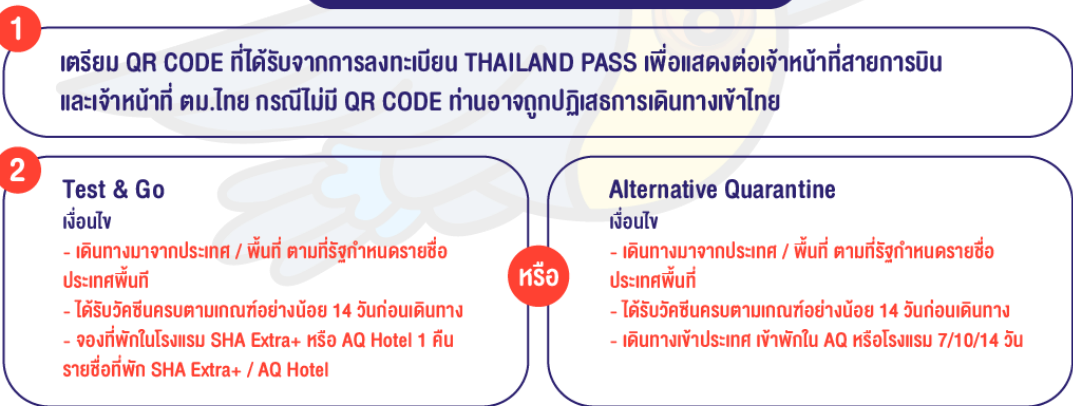 1
เตรียม QR CODE ที่ได้รับจากการลงทะเบียน THAILAND PASS เพื่อแสดงต่อเจ้าหน้าที่สายการบิน
และเจ้าหน้าที่ ตม.ไทย กรณีไม่มี QR CODE ท่านอาจถูกปฏิเสธการเดินทางเข้าไทย
2
Test & Go
เงื่อนไข
- เดินทางมาจากประเทศ / พื้นที่ ตามที่รัฐกำหนดรายชื่อ
ประเทศพื้นที
- ได้รับวัคซีนครบตามเกณฑ์อย่างน้อย 14 วันก่อนเดินทาง
- จองที่พักในโรงแรม SHA Extra+ หรือ AQ Hotel 1 คืน
รายชื่อที่พัก SHA Extra+ / AQ Hotel
หรือ
Alternative Quarantine
เงื่อนไข
- เดินทางมาจากประเทศ / พื้นที่ ตามที่รัฐกำหนดรายชื่อ
ประเทศพื้นที่
- ได้รับวัคซีนครบตามเกณฑ์อย่างน้อย 14 วันก่อนเดินทาง
- เดินทางเข้าประเทศ เข้าพักใน AQ หรือโรงแรม 7/10/14 วัน